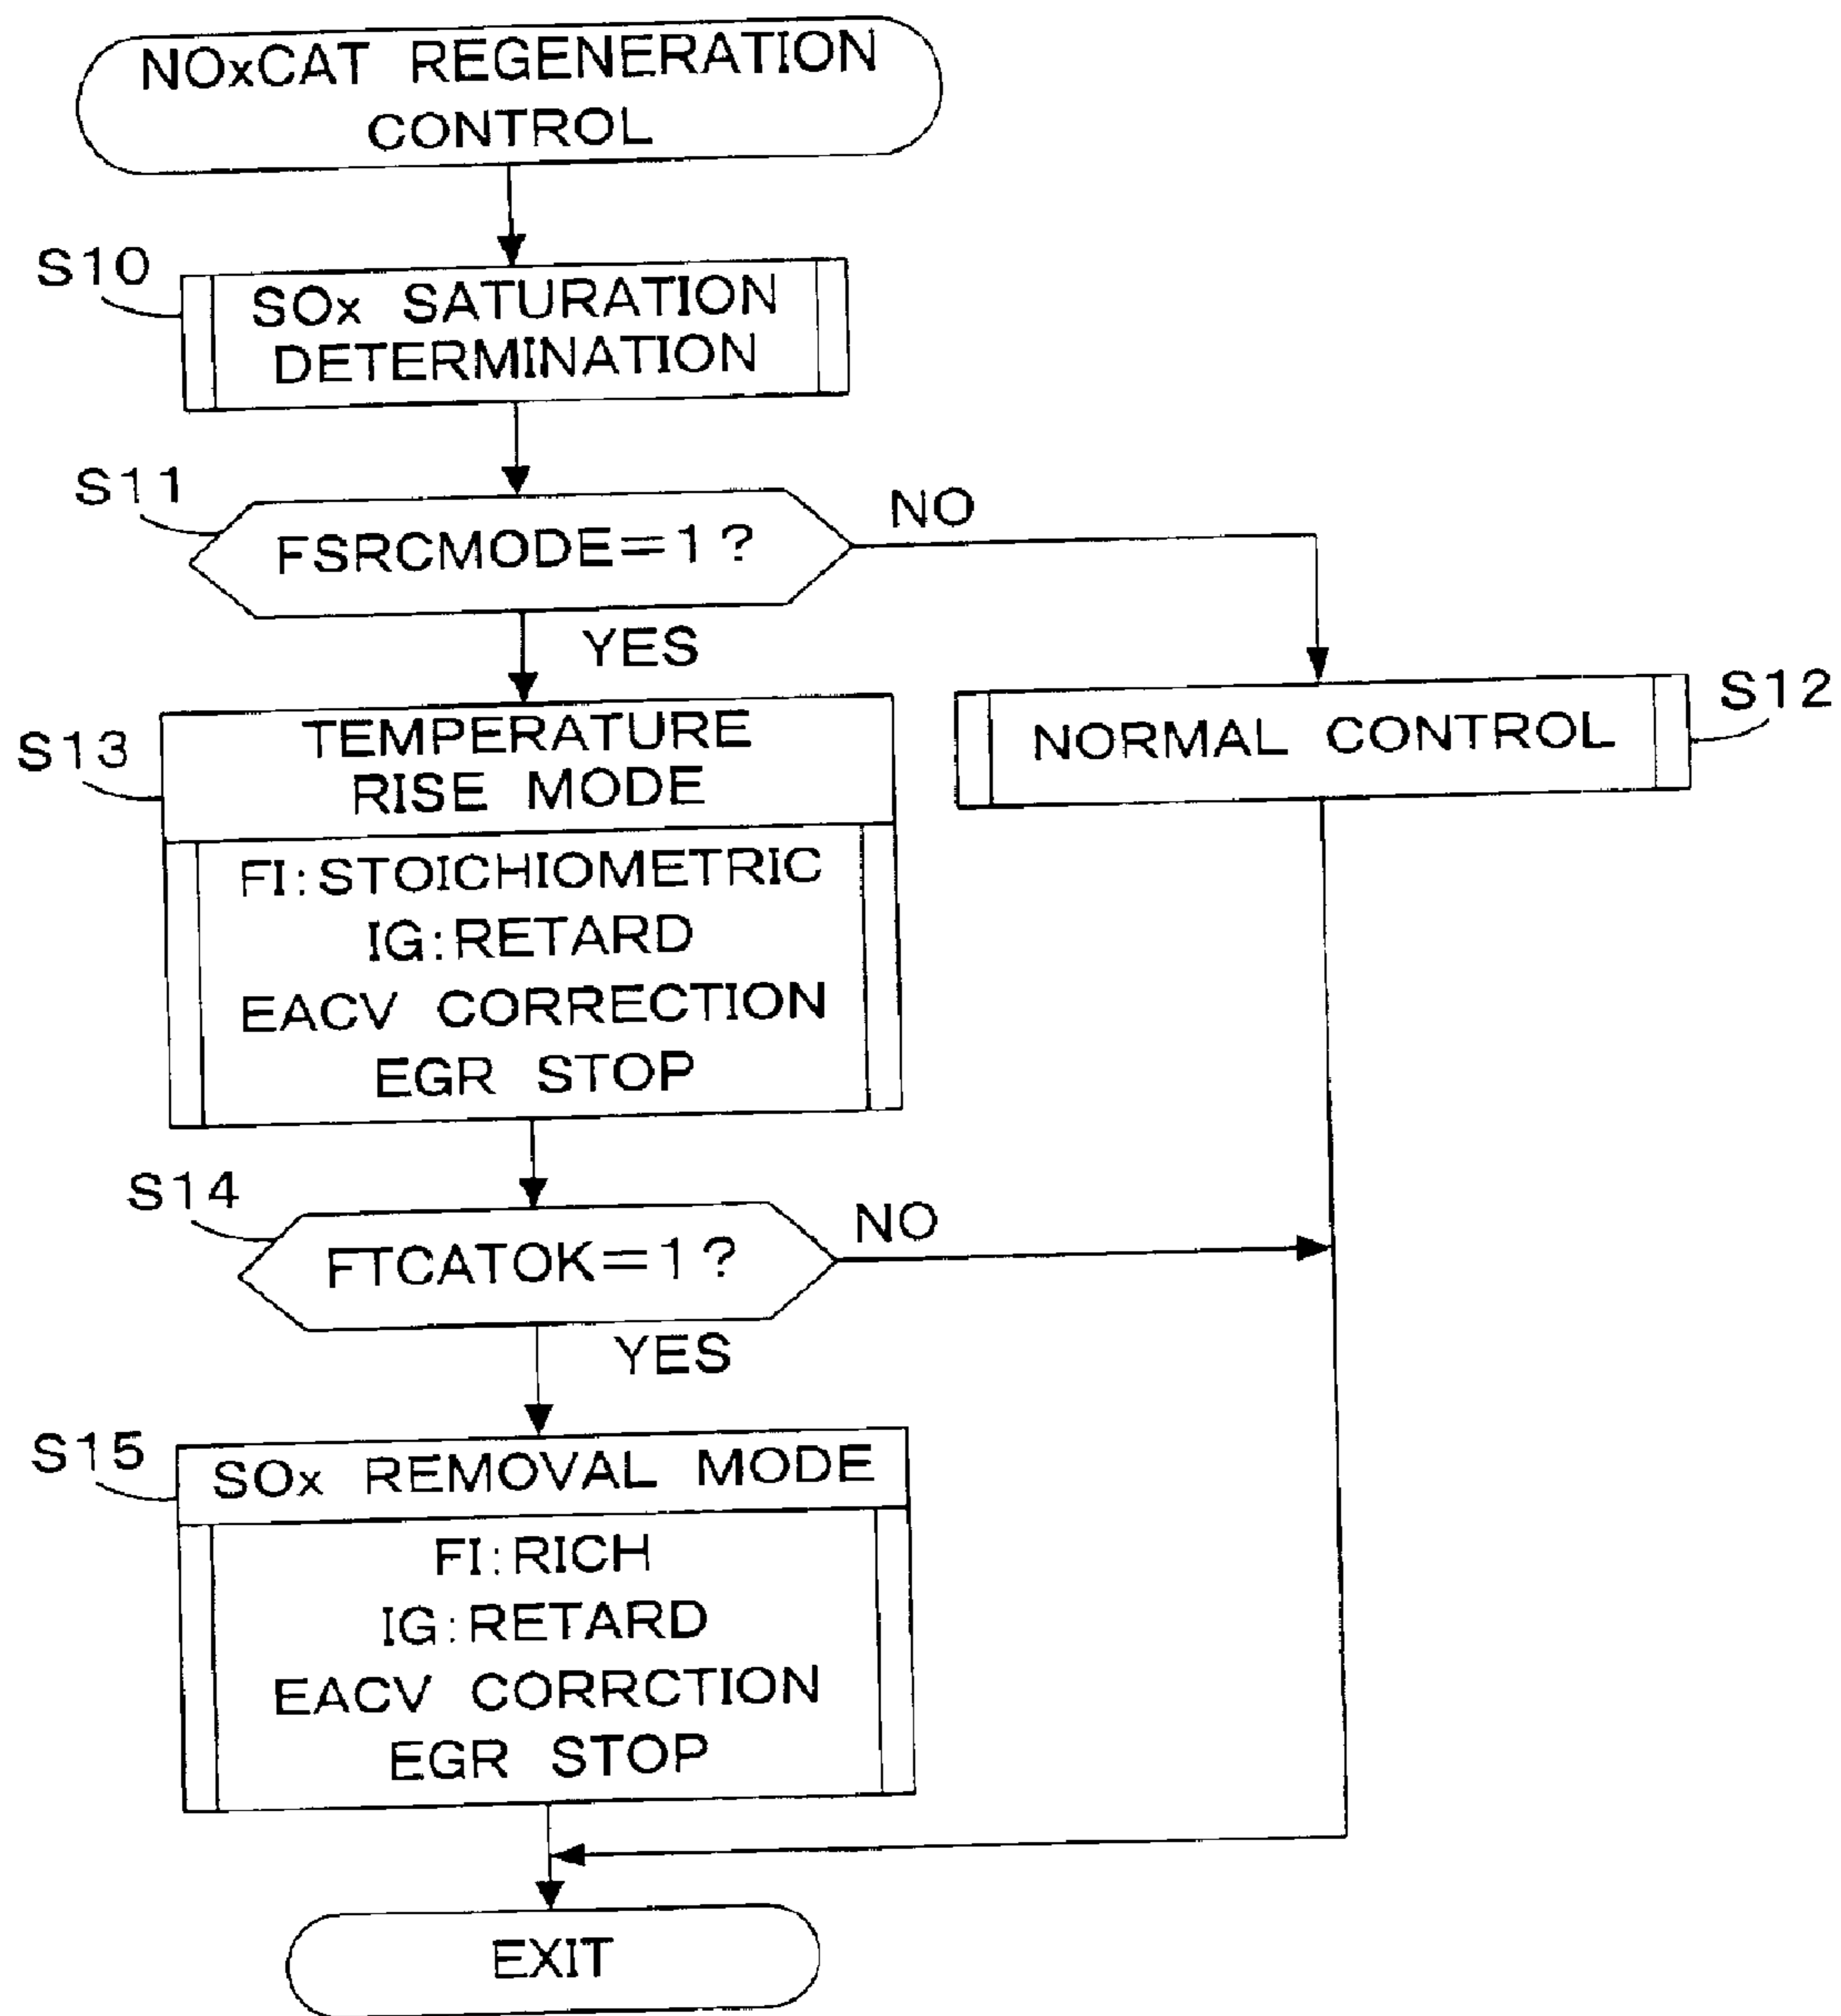 NOxCAT REGENERATION
CONTROL
S10
SOx SATURATION
DETERMINATION
S11
FSRCMODE=1?
NO
YES
S12
NORMAL CONTROL
S13
TEMPERATURE
RISE MODE
FI:STOICHIOMETRIC
IG:RETARD
EACV CORRECTION
EGR STOP
S14
FTCATOK=1?
NO
YES
S15
SOx REMOVAL MODE
FI:RICH
IG:RETARD
EACV CORRCTION
EGR STOP
EXIT